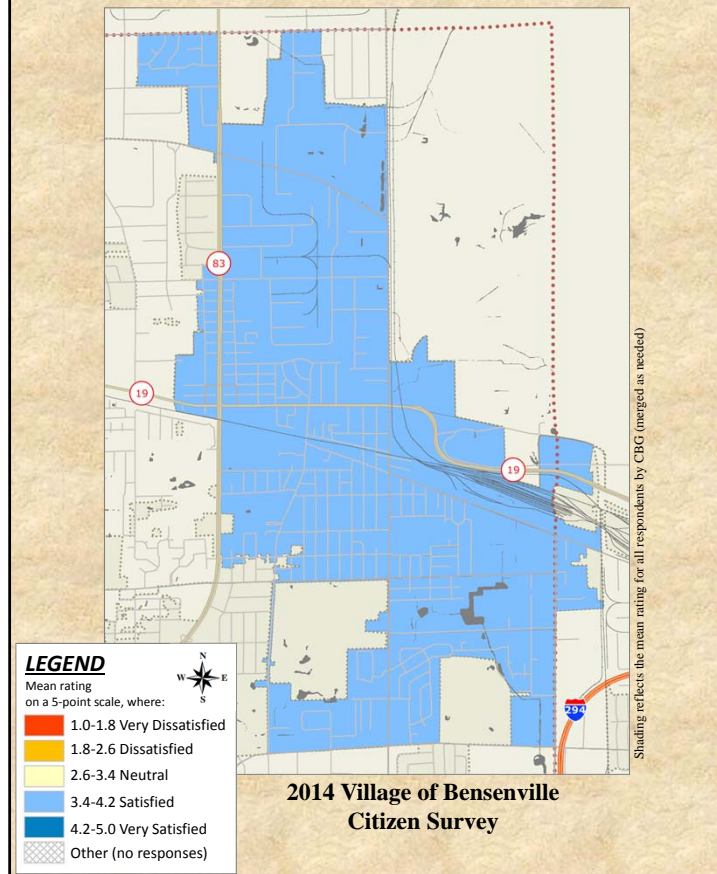 83
19
19
294
Shading reflects the mean rating for all respondents by CBG (merged as needed)
LEGEND
N
W E
S
Mean rating
on a 5-point scale, where:
1.0-1.8 Very Dissatisfied
1.8-2.6 Dissatisfied
2.6-3.4 Neutral
3.4-4.2 Satisfied
4.2-5.0 Very Satisfied
Other (no responses)
2014 Village of Bensenville
Citizen Survey